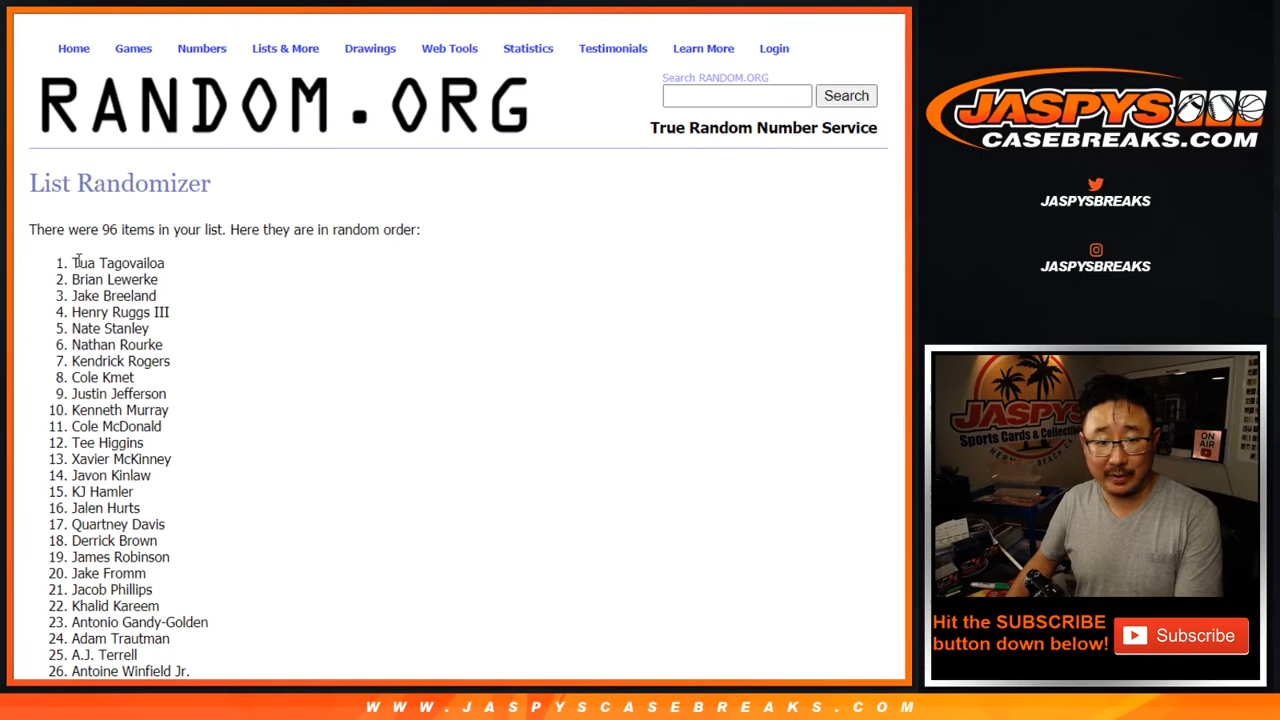 Home Games Numbers Lists & More Drawings Web Tools Statistics Testimonials Learn More Login
RANDOM.ORG
Search RANDOM.ORG
Search
True Random Number Service
List Randomizer
There were 96 items in your list. Here they are in random order:
1. Tua Tagovailoa
2. Brian Lewerke
3. Jake Breeland
4. Henry Ruggs III
5. Nate Stanley
6. Nathan Rourke
7. Kendrick Rogers
8. Cole Kmet
9. Justin Jefferson
10. Kenneth Murray
11. Cole McDonald
12. Tee Higgins
13. Xavier McKinney
14. Javon Kinlaw
15. KJ Hamler
16. Jalen Hurts
17. Quartney Davis
18. Derrick Brown
19. James Robinson
20. Jake Fromm
21. Jacob Phillips
22. Khalid Kareem
23. Antonio Gandy-Golden
24. Adam Trautman
25. A.J. Terrell
26. Antoine Winfield Jr.
JASPYS
CASEBREAKS.COM
JASPYSBREAKS
JASPYSBREAKS
JASPYS
Sports Cards & Collectibles
ON
AIR
Hit the SUBSCRIBE
button down below!
Subscribe
WWW.JASPYSCASEBREAKS.COM